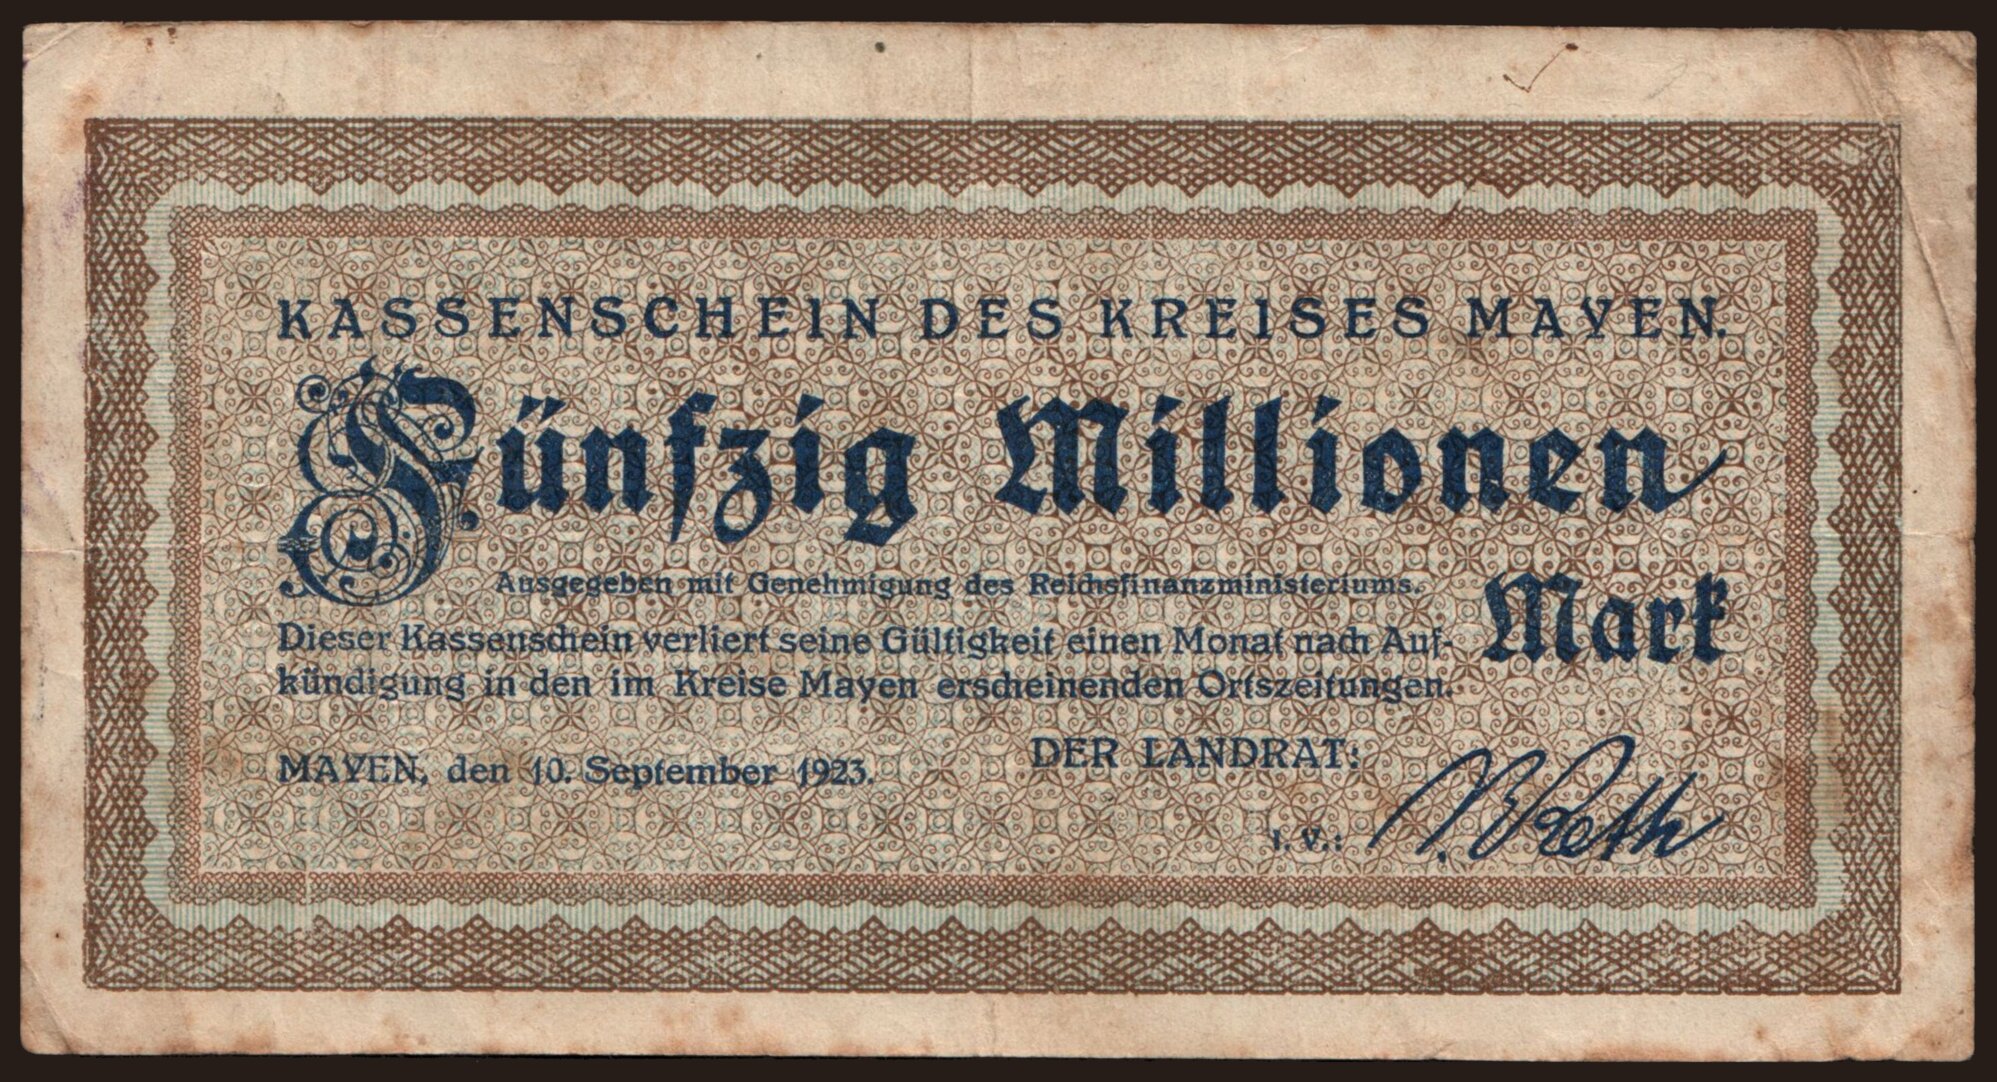 KASSENSCHEIN DES KREISES MAYEN.
Fünfzig Millionen
Mark
Ausgegeben mit Genehmigung des Reichsfinanzministeriums.
Dieser Kassenschein verliert seine Gültigkeit einen Monat nach Auf-
kündigung in den im Kreise Mayen erscheinenden Ortszeitungen.
MAYEN, den 10. September 1923.
DER LANDRAT:
I. V.: